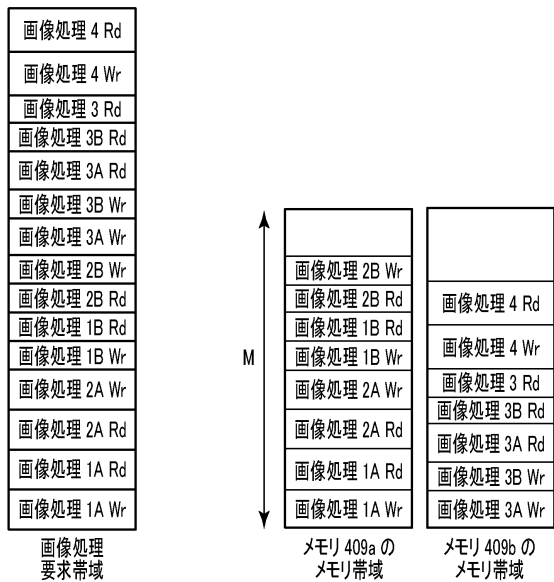 画像処理 4 Rd
画像処理 4 Wr
画像処理 3 Rd
画像処理 3B Rd
画像処理 3A Rd
画像処理 3B Wr
画像処理 3A Wr
画像処理 2B Wr
画像処理 2B Rd
画像処理 1B Rd
画像処理 1B Wr
画像処理 2A Wr
画像処理 2A Rd
画像処理 1A Rd
画像処理 1A Wr
画像処理
要求帯域
M
画像処理 2B Wr
画像処理 2B Rd
画像処理 1B Rd
画像処理 1B Wr
画像処理 2A Wr
画像処理 2A Rd
画像処理 1A Rd
画像処理 1A Wr
メモリ 409a の
メモリ帯域
画像処理 4 Rd
画像処理 4 Wr
画像処理 3 Rd
画像処理 3B Rd
画像処理 3A Rd
画像処理 3B Wr
画像処理 3A Wr
メモリ 409b の
メモリ帯域